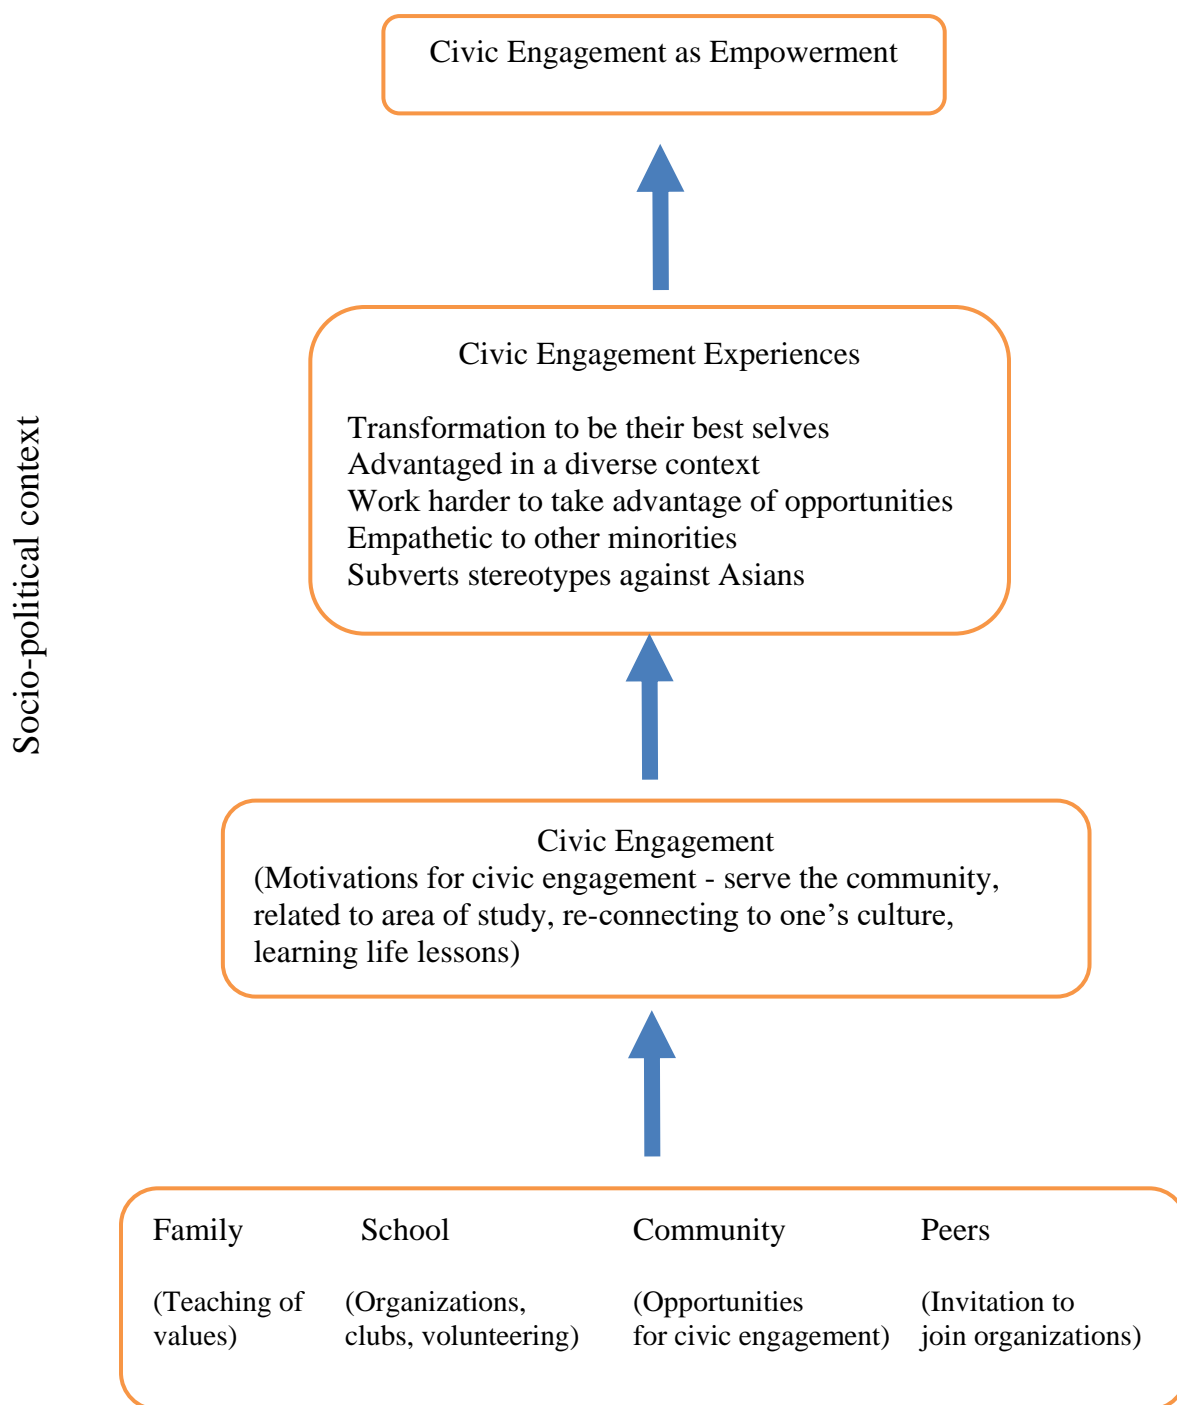 Civic Engagement as Empowerment
Civic Engagement Experiences
Transformation to be their best selves
Advantaged in a diverse context
Work harder to take advantage of opportunities
Empathetic to other minorities
Subverts stereotypes against Asians
Socio-political context
Civic Engagement
(Motivations for civic engagement - serve the community,
related to area of study, re-connecting to one’s culture,
learning life lessons)
Family School Community Peers
(Teaching of (Organizations, (Opportunities (Invitation to
values) clubs, volunteering) for civic engagement) join organizations)